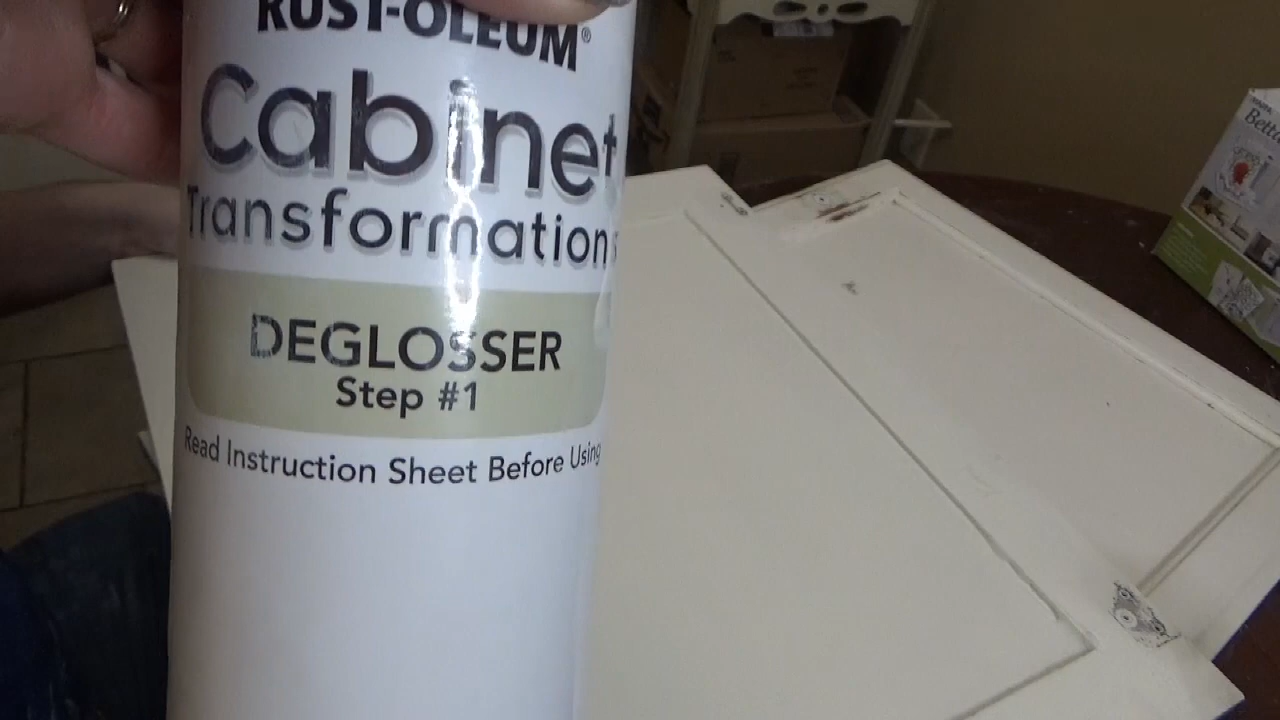 RUST-OLEUM®
Cabinet
Transformations
DEGLOSSER
Step #1
Read Instruction Sheet Before Using